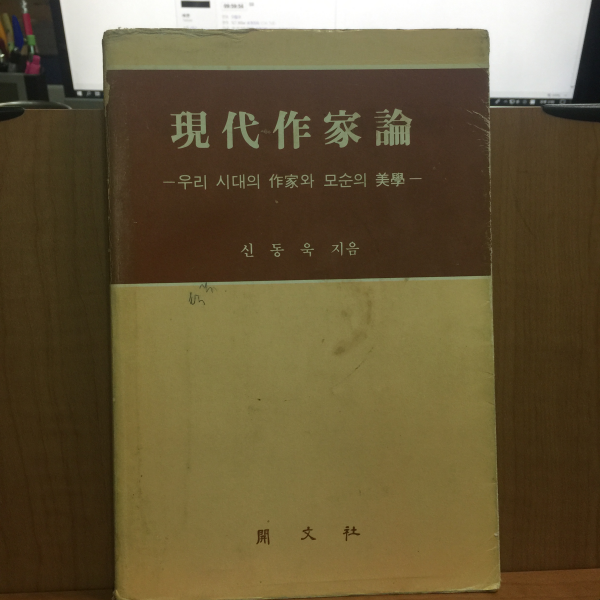 現代作家論
—우리 시대의 作家와 모순의 美學—
신동욱 지음
開文社